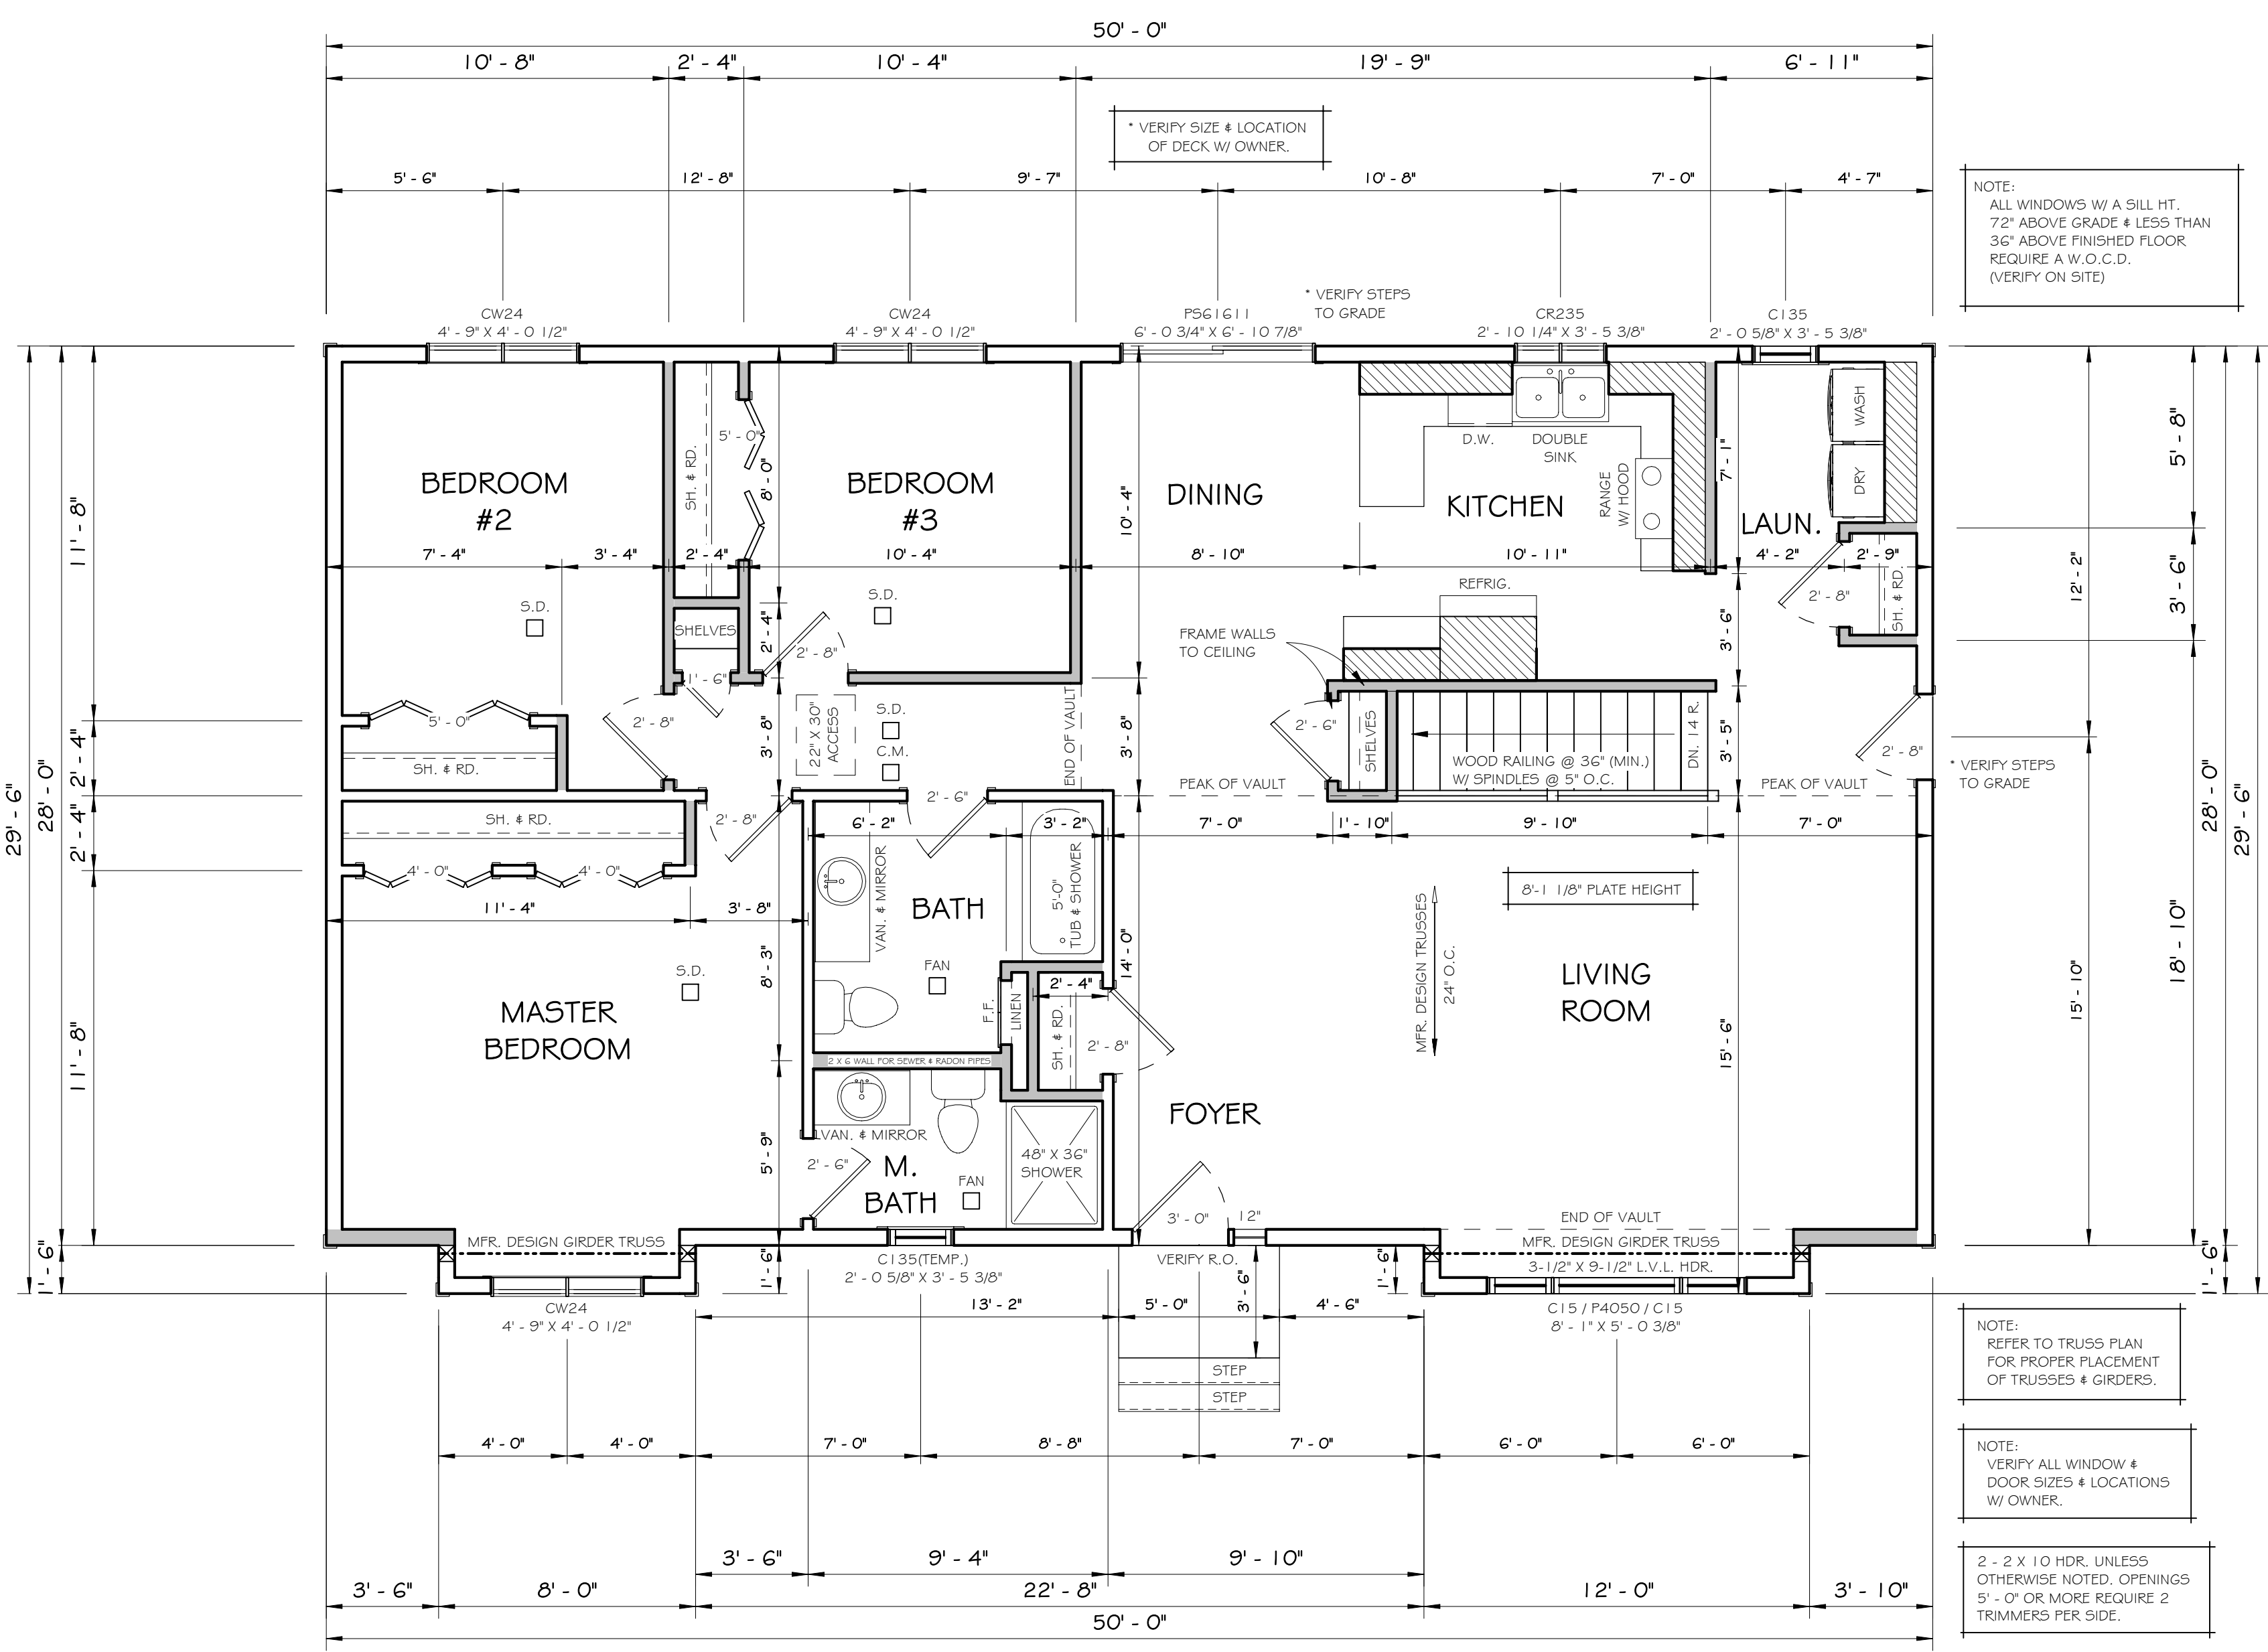 50' - 0"
10' - 8" 2' - 4" 10' - 4" 19' - 9" 6' - 11"
* VERIFY SIZE & LOCATION
OF DECK W/ OWNER.
5' - 6" 12' - 8" 9' - 7" 10' - 8" 7' - 0" 4' - 7"
NOTE:
ALL WINDOWS W/ A SILL HT.
72" ABOVE GRADE & LESS THAN
36" ABOVE FINISHED FLOOR
REQUIRE A W.O.C.D.
(VERIFY ON SITE)
CW24
4' - 9" X 4' - 0 1/2"
CW24
4' - 9" X 4' - 0 1/2"
PS61611
6' - 0 3/4" X 6' - 10 7/8"
* VERIFY STEPS
TO GRADE
CR235
2' - 10 1/4" X 3' - 5 3/8"
C135
2' - 0 5/8" X 3' - 5 3/8"
29' - 6"
28' - 0"
11' - 8"
2' - 4"
2' - 4"
11' - 8"
1' - 6"
BEDROOM
#2
7' - 4" 3' - 4"
S.D.
5' - 0"
SH. & RD.
2' - 8"
SH. & RD.
5' - 0"
2' - 4"
SHELVES
1' - 6"
8' - 0"
2' - 4"
3' - 8"
BEDROOM
#3
10' - 4"
S.D.
2' - 8"
22" X 30"
ACCESS
S.D.
C.M.
END OF VAULT
10' - 4"
3' - 8"
14' - 0"
DINING
8' - 10"
KITCHEN
D.W.
DOUBLE
SINK
RANGE
W/ HOOD
10' - 11"
REFRIG.
FRAME WALLS
TO CEILING
7' - 1"
3' - 6"
3' - 5"
15' - 6"
LAUN.
WASH
DRY
4' - 2" 2' - 9"
2' - 8"
SH. & RD.
12' - 2"
15' - 10"
5' - 8"
3' - 6"
18' - 10"
28' - 0"
29' - 6"
1' - 6"
2' - 6"
SHELVES
WOOD RAILING @ 36" (MIN.)
W/ SPINDLES @ 5" O.C.
DN. 14 R.
PEAK OF VAULT
PEAK OF VAULT
2' - 8"
* VERIFY STEPS
TO GRADE
7' - 0" 1' - 10" 9' - 10" 7' - 0"
SH. & RD.
4' - 0" 4' - 0"
2' - 8"
11' - 4" 3' - 8"
S.D.
MASTER
BEDROOM
8' - 3"
5' - 9"
1' - 6"
2' - 6"
6' - 2" 3' - 2"
VAN. & MIRROR
BATH
FAN
5'-0"
TUB & SHOWER
F.F.
LINEN
2' - 4"
SH. & RD.
2' - 8"
2 X 6 WALL FOR SEWER & RADON PIPES
VAN. & MIRROR
2' - 6"
M.
BATH
FAN
48" X 36"
SHOWER
8'-1 1/8" PLATE HEIGHT
MFR. DESIGN TRUSSES
24" O.C.
LIVING
ROOM
FOYER
3' - 0" 12"
VERIFY R.O.
END OF VAULT
MFR. DESIGN GIRDER TRUSS
3-1/2" X 9-1/2" L.V.L. HDR.
MFR. DESIGN GIRDER TRUSS
CW24
4' - 9" X 4' - 0 1/2"
C135(TEMP.)
2' - 0 5/8" X 3' - 5 3/8"
13' - 2" 5' - 0" 4' - 6"
3' - 6"
1' - 6"
C15 / P4050 / C15
8' - 1" X 5' - 0 3/8"
STEP
STEP
NOTE:
REFER TO TRUSS PLAN
FOR PROPER PLACEMENT
OF TRUSSES & GIRDERS.
4' - 0" 4' - 0" 7' - 0" 8' - 8" 7' - 0" 6' - 0" 6' - 0"
NOTE:
VERIFY ALL WINDOW &
DOOR SIZES & LOCATIONS
W/ OWNER.
3' - 6" 9' - 4" 9' - 10"
3' - 6" 8' - 0" 22' - 8" 12' - 0" 3' - 10"
50' - 0"
2 - 2 X 10 HDR. UNLESS
OTHERWISE NOTED. OPENINGS
5' - 0" OR MORE REQUIRE 2
TRIMMERS PER SIDE.